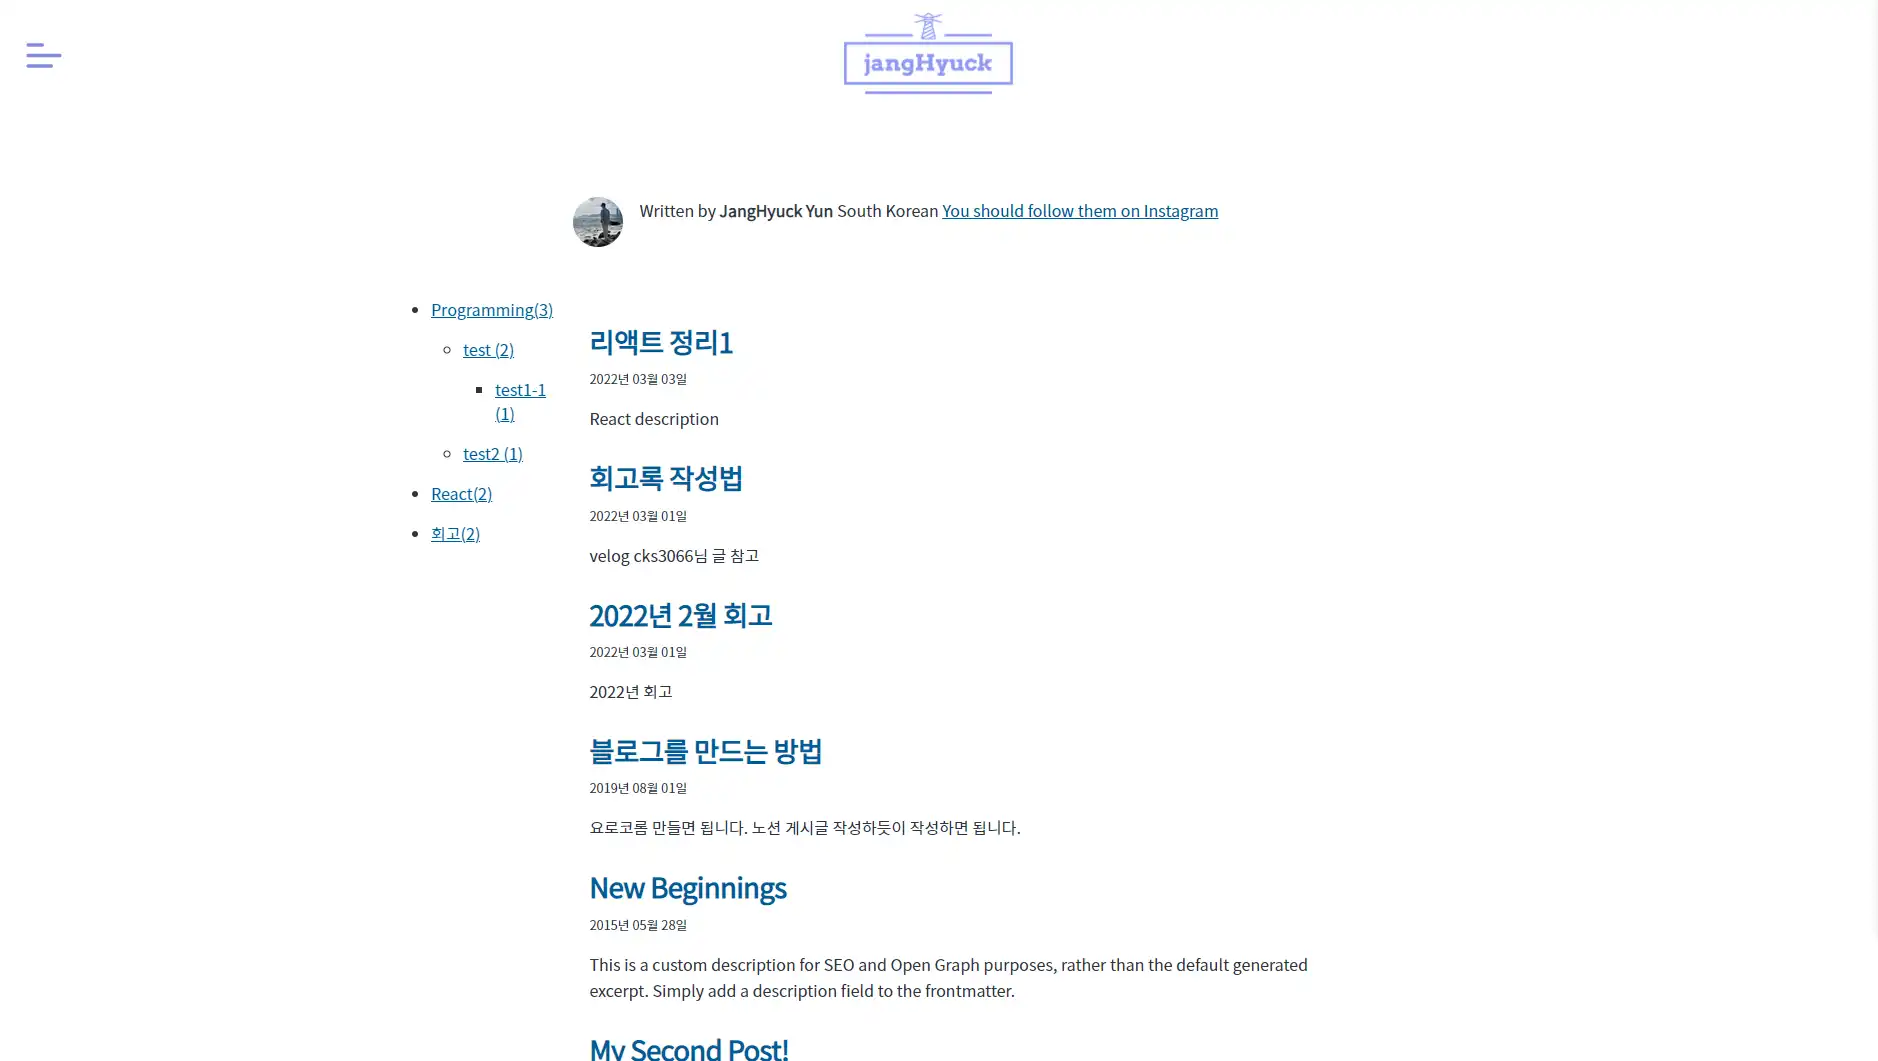 jangHyuck
Written by JangHyuck Yun South Korean You should follow them on Instagram
Programming(3)
test (2)
test1-1
(1)
test2 (1)
React(2)
회고(2)
리액트 정리1
2022년 03월 03일
React description
회고록 작성법
2022년 03월 01일
velog cks3066님 글 참고
2022년 2월 회고
2022년 03월 01일
2022년 회고
블로그를 만드는 방법
2019년 08월 01일
요로코롬 만들면 됩니다. 노션 게시글 작성하듯이 작성하면 됩니다.
New Beginnings
2015년 05월 28일
This is a custom description for SEO and Open Graph purposes, rather than the default generated
excerpt. Simply add a description field to the frontmatter.
My Second Post!